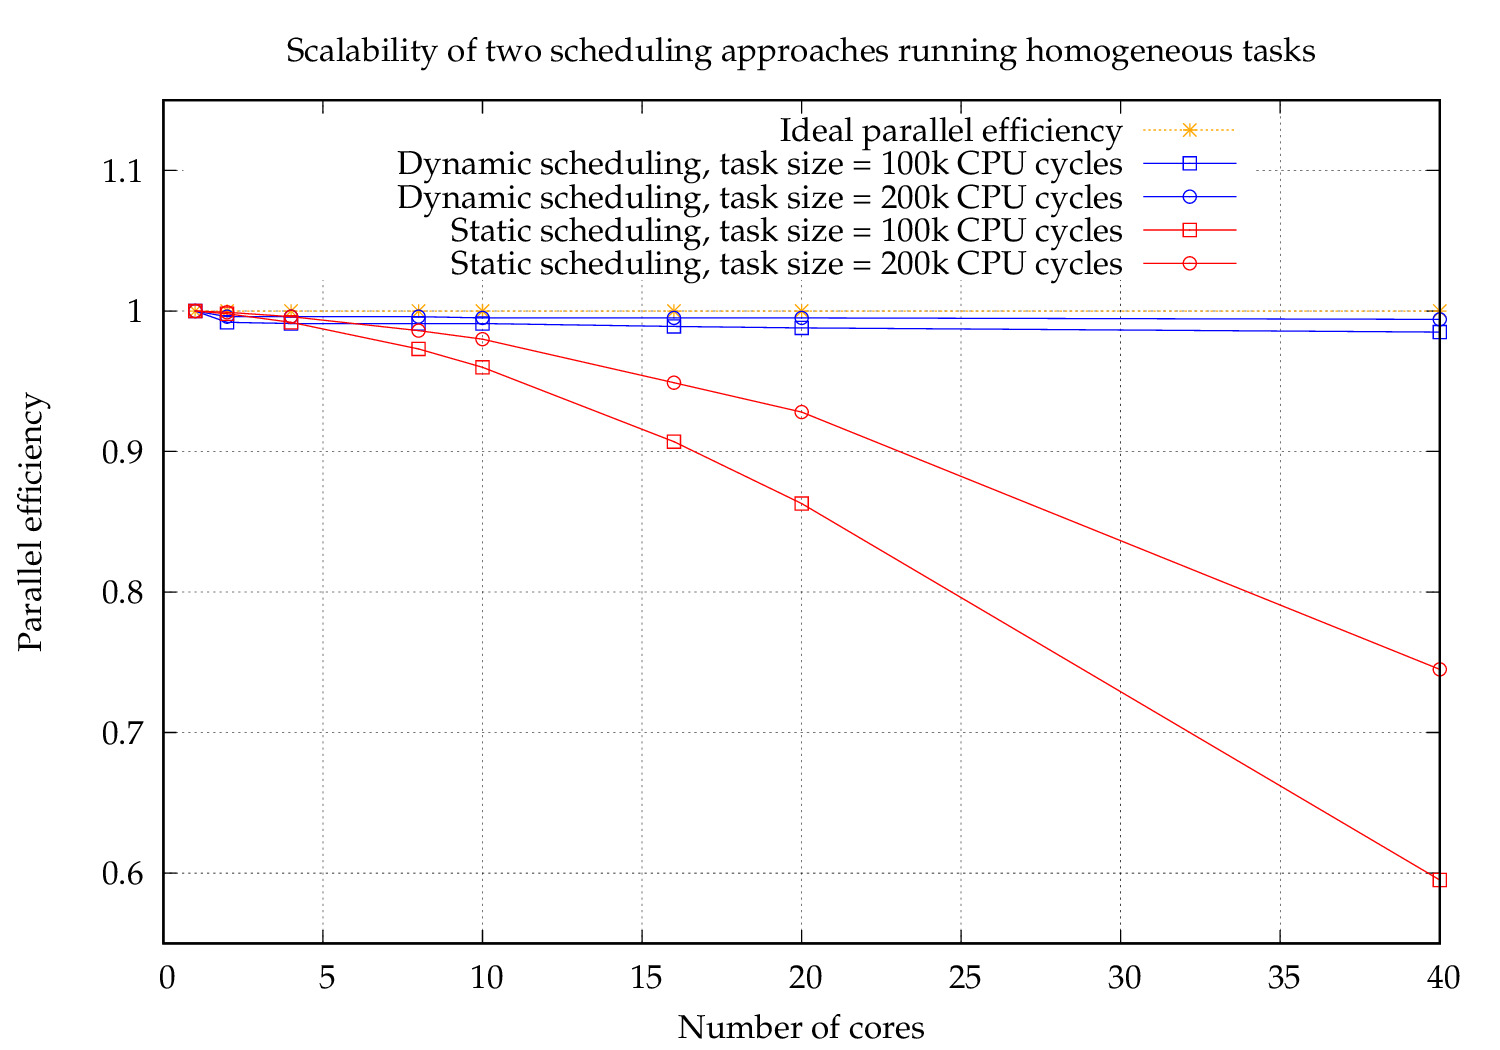 Scalability of two scheduling approaches running homogeneous tasks
Ideal parallel efficiency
Dynamic scheduling, task size = 100k CPU cycles
Dynamic scheduling, task size = 200k CPU cycles
Static scheduling, task size = 100k CPU cycles
Static scheduling, task size = 200k CPU cycles
1.1
1
0.9
0.8
0.7
0.6
Parallel efficiency
0 5 10 15 20 25 30 35 40
Number of cores